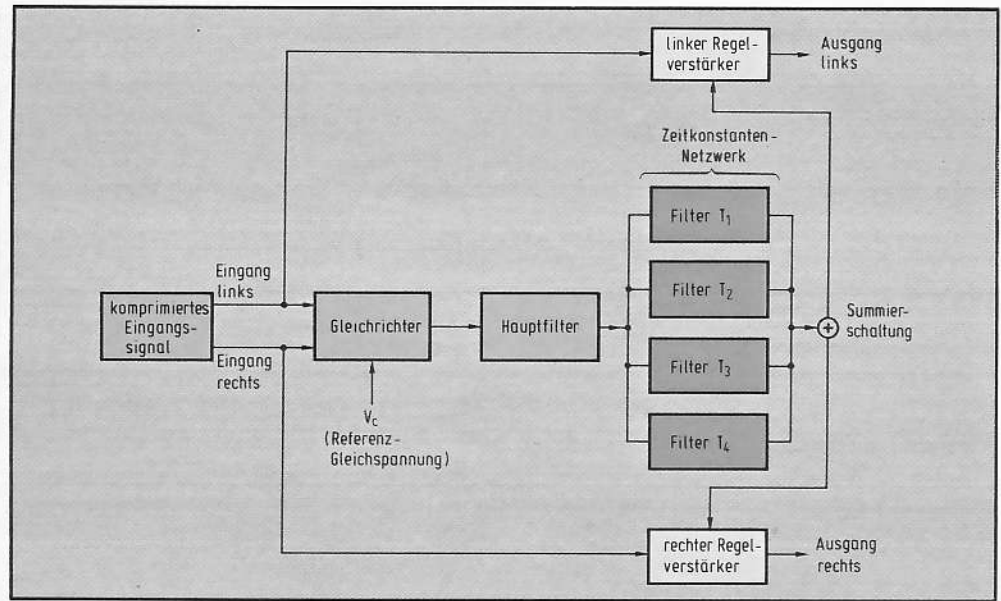 linker Regel-
verstärker
Ausgang
links
Zeitkonstanten-
Netzwerk
Filter T₁
Eingang
links
Filter T₂
komprimiertes
Eingangs-
signal
Gleichrichter
Hauptfilter
Summier-
schaltung
Eingang
rechts
Filter T₃
V_c
(Referenz-
Gleichspannung)
Filter T₄
rechter Regel-
verstärker
Ausgang
rechts